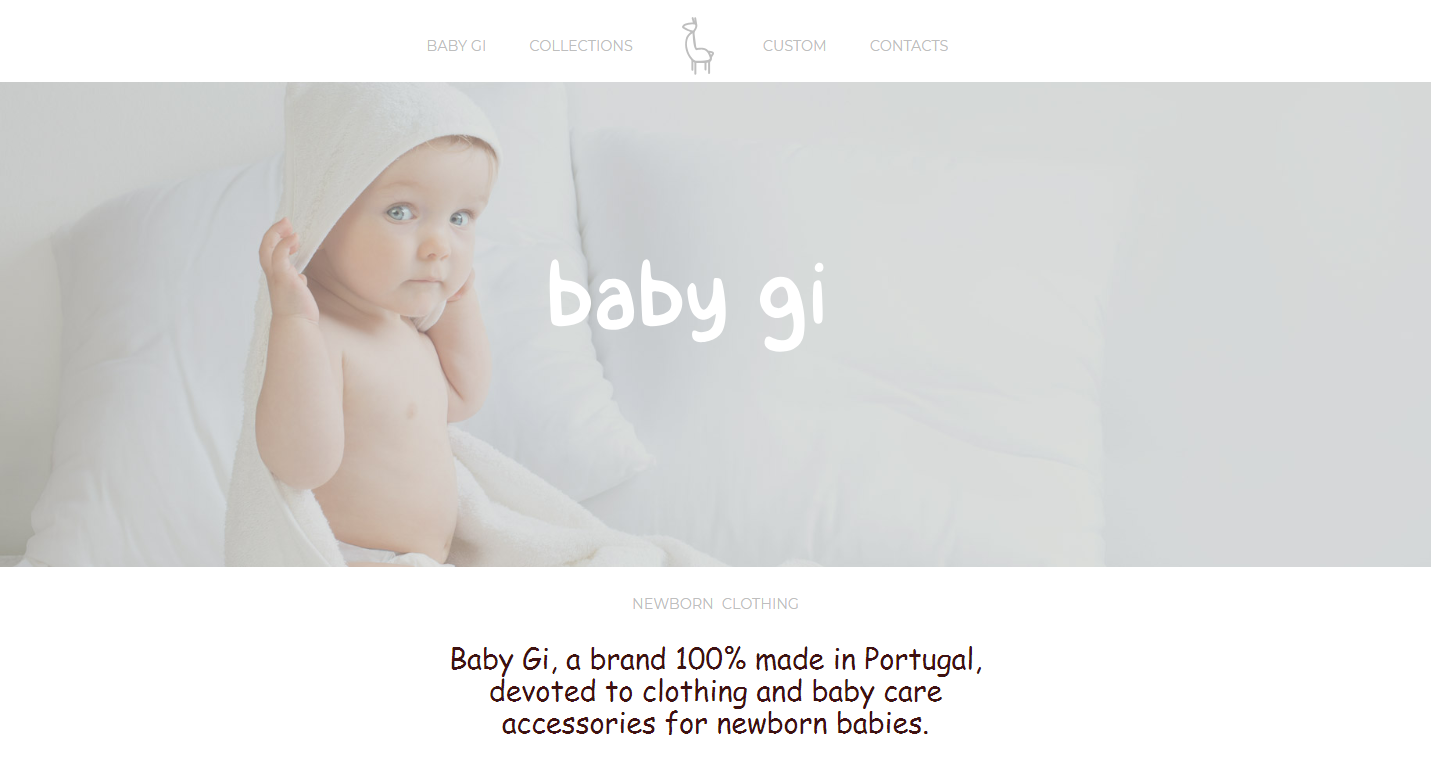 BABY GI
COLLECTIONS
CUSTOM
CONTACTS
baby gi
NEWBORN CLOTHING
Baby Gi, a brand 100% made in Portugal,
devoted to clothing and baby care
accessories for newborn babies.